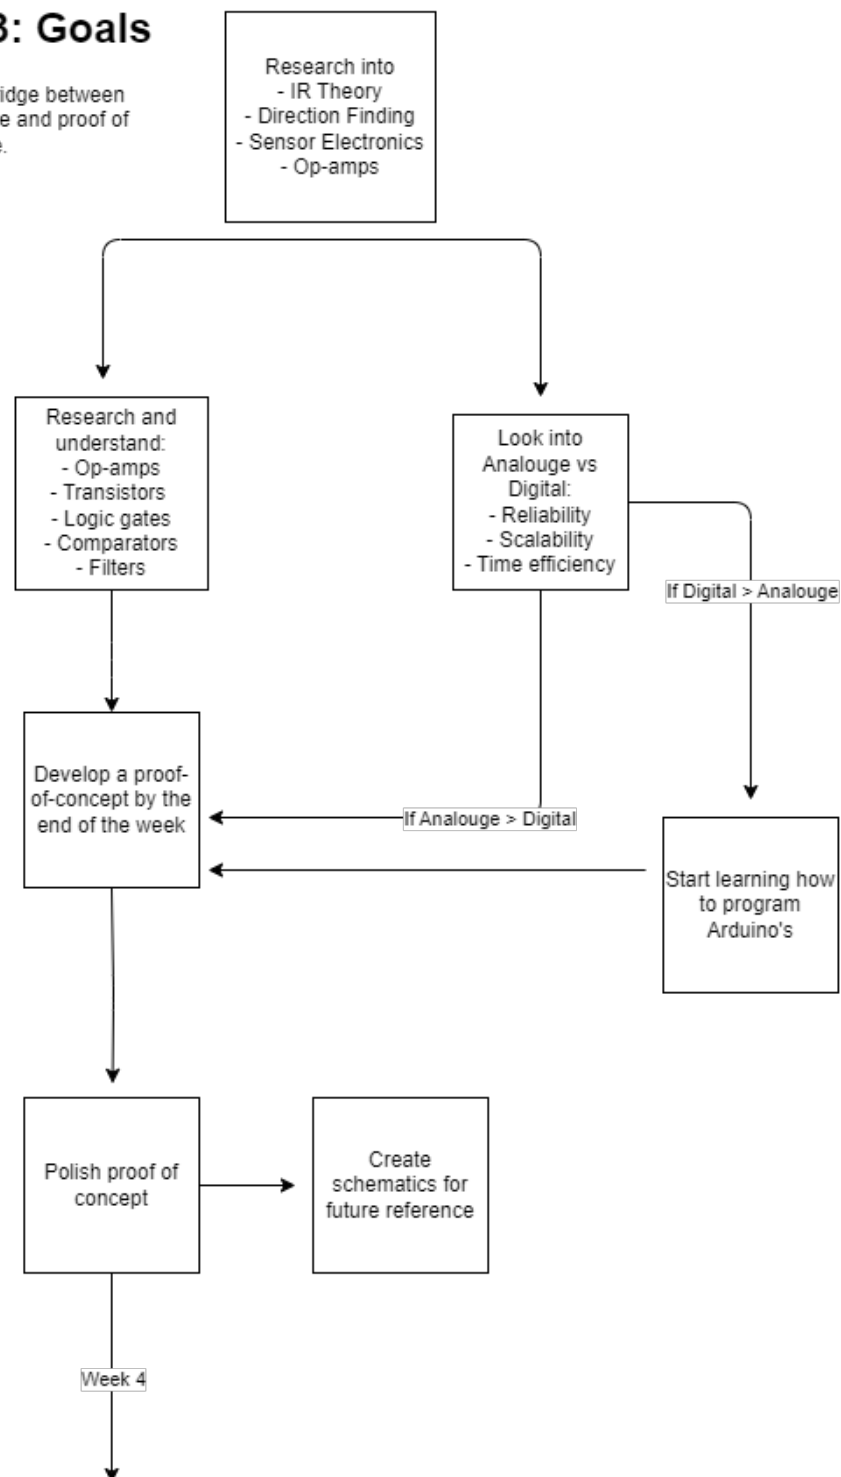 3: Goals
idge between
e and proof of
e.
Research into
- IR Theory
- Direction Finding
- Sensor Electronics
- Op-amps
Research and
understand:
- Op-amps
- Transistors
- Logic gates
- Comparators
- Filters
Look into
Analouge vs
Digital:
- Reliability
- Scalability
- Time efficiency
If Digital > Analouge
Develop a proof-
of-concept by the
end of the week
If Analouge > Digital
Start learning how
to program
Arduino's
Polish proof of
concept
Create
schematics for
future reference
Week 4